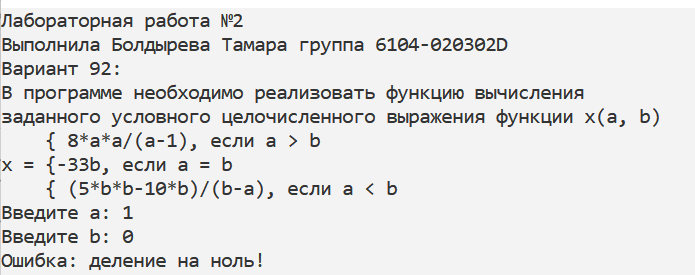 Лабораторная работа №2
Выполнила Болдырева Тамара группа 6104-020302D
Вариант 92:
В программе необходимо реализовать функцию вычисления
заданного условного целочисленного выражения функции x(a, b)
{ 8*a*a/(a-1), если a > b
x = {-33b, если a = b
{ (5*b*b-10*b)/(b-a), если a < b
Введите a: 1
Введите b: 0
Ошибка: деление на ноль!